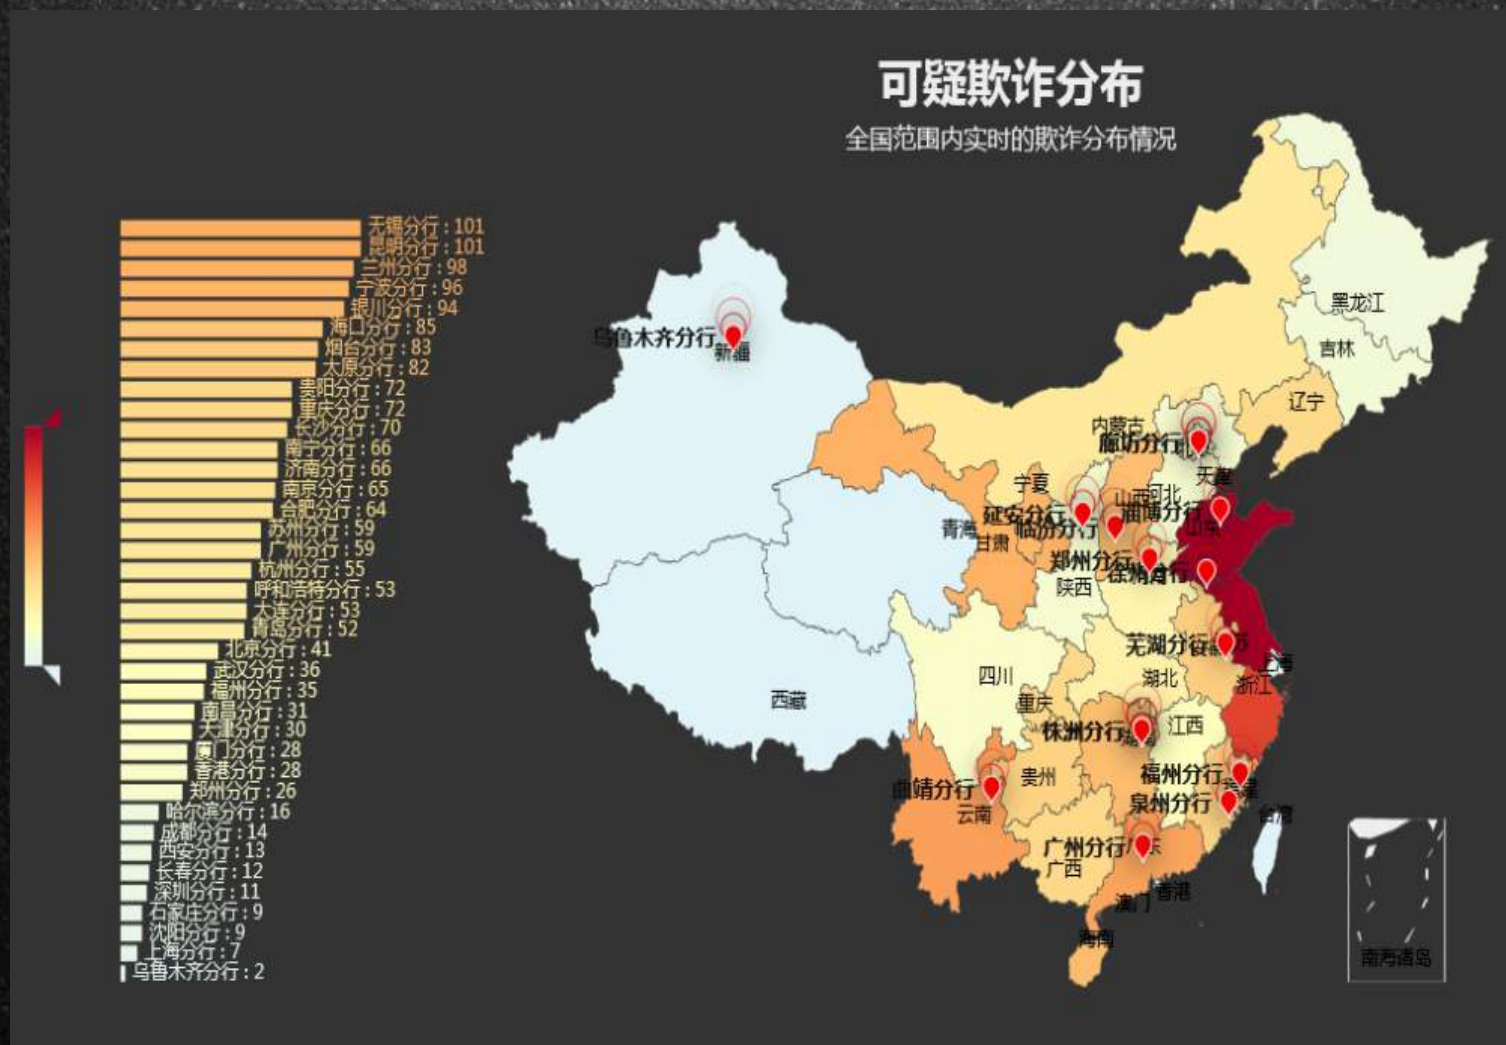 可疑欺诈分布
全国范围内实时的欺诈分布情况
无锡分行 : 101
昆明分行 : 101
兰州分行 : 98
宁波分行 : 96
银川分行 : 94
海口分行 : 85
烟台分行 : 83
太原分行 : 82
贵阳分行 : 72
重庆分行 : 72
长沙分行 : 70
南宁分行 : 66
济南分行 : 66
南京分行 : 65
合肥分行 : 64
苏州分行 : 59
广州分行 : 59
杭州分行 : 55
呼和浩特分行 : 53
大连分行 : 53
青岛分行 : 52
北京分行 : 41
武汉分行 : 36
福州分行 : 35
南昌分行 : 31
天津分行 : 30
厦门分行 : 28
香港分行 : 28
郑州分行 : 26
哈尔滨分行 : 16
成都分行 : 14
西安分行 : 13
长春分行 : 12
深圳分行 : 11
石家庄分行 : 9
沈阳分行 : 9
上海分行 : 7
乌鲁木齐分行 : 2
黑龙江
乌鲁木齐分行
新疆
吉林
辽宁
内蒙古
廊坊分行
天津
宁夏
山西
河北
延安分行
淄博分行
临汾分行
山东
青海
甘肃
郑州分行
徐州分行
陕西
芜湖分行
上海
四川
湖北
浙江
西藏
重庆
江西
株洲分行
福州分行
贵州
曲靖分行
泉州分行
云南
台湾
广州分行
广西
香港
澳门
海南
南海诸岛